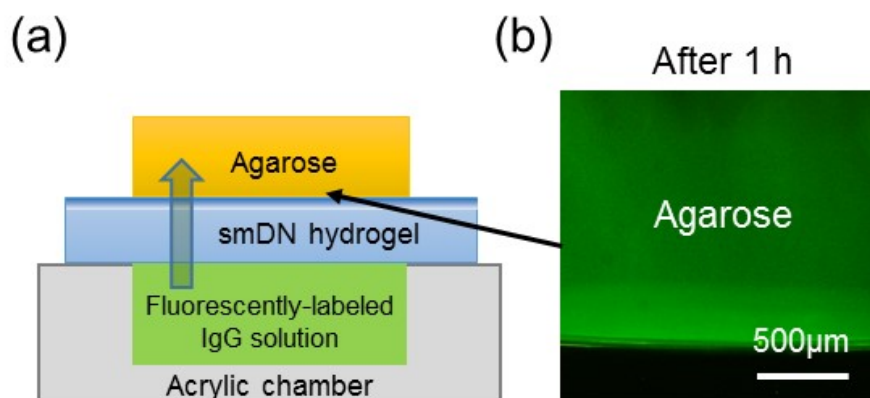 (a)
Agarose
smDN hydrogel
Fluorescently-labeled
IgG solution
Acrylic chamber
(b)
After 1 h
Agarose
500μm